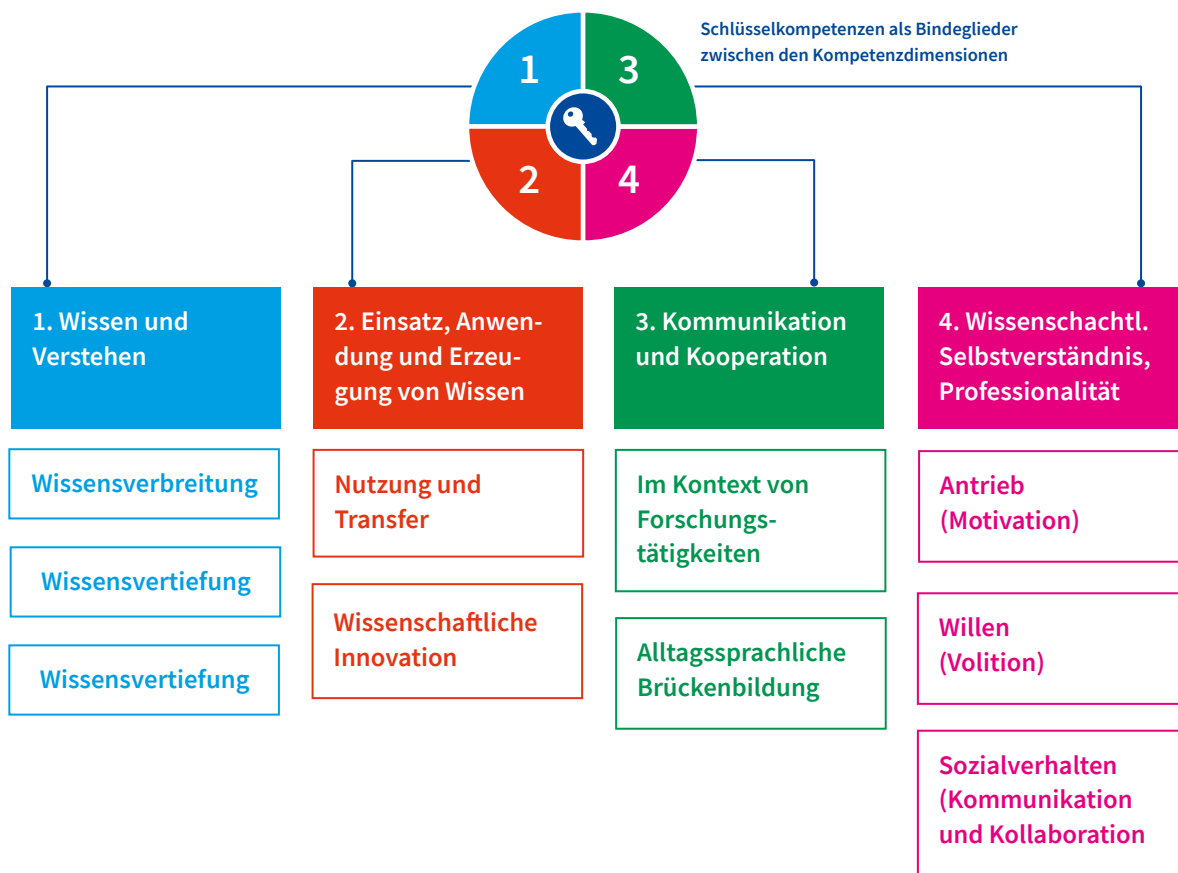 Schlüsselkompetenzen als Bindeglieder
zwischen den Kompetenzdimensionen
1
3
2
4
1. Wissen und
Verstehen
Wissensverbreitung
Wissensvertiefung
Wissensvertiefung
2. Einsatz, Anwen-
dung und Erzeu-
gung von Wissen
Nutzung und
Transfer
Wissenschaftliche
Innovation
3. Kommunikation
und Kooperation
Im Kontext von
Forschungs-
tätigkeiten
Alltagssprachliche
Brückenbildung
4. Wissenschachtl.
Selbstverständnis,
Professionalität
Antrieb
(Motivation)
Willen
(Volition)
Sozialverhalten
(Kommunikation
und Kollaboration